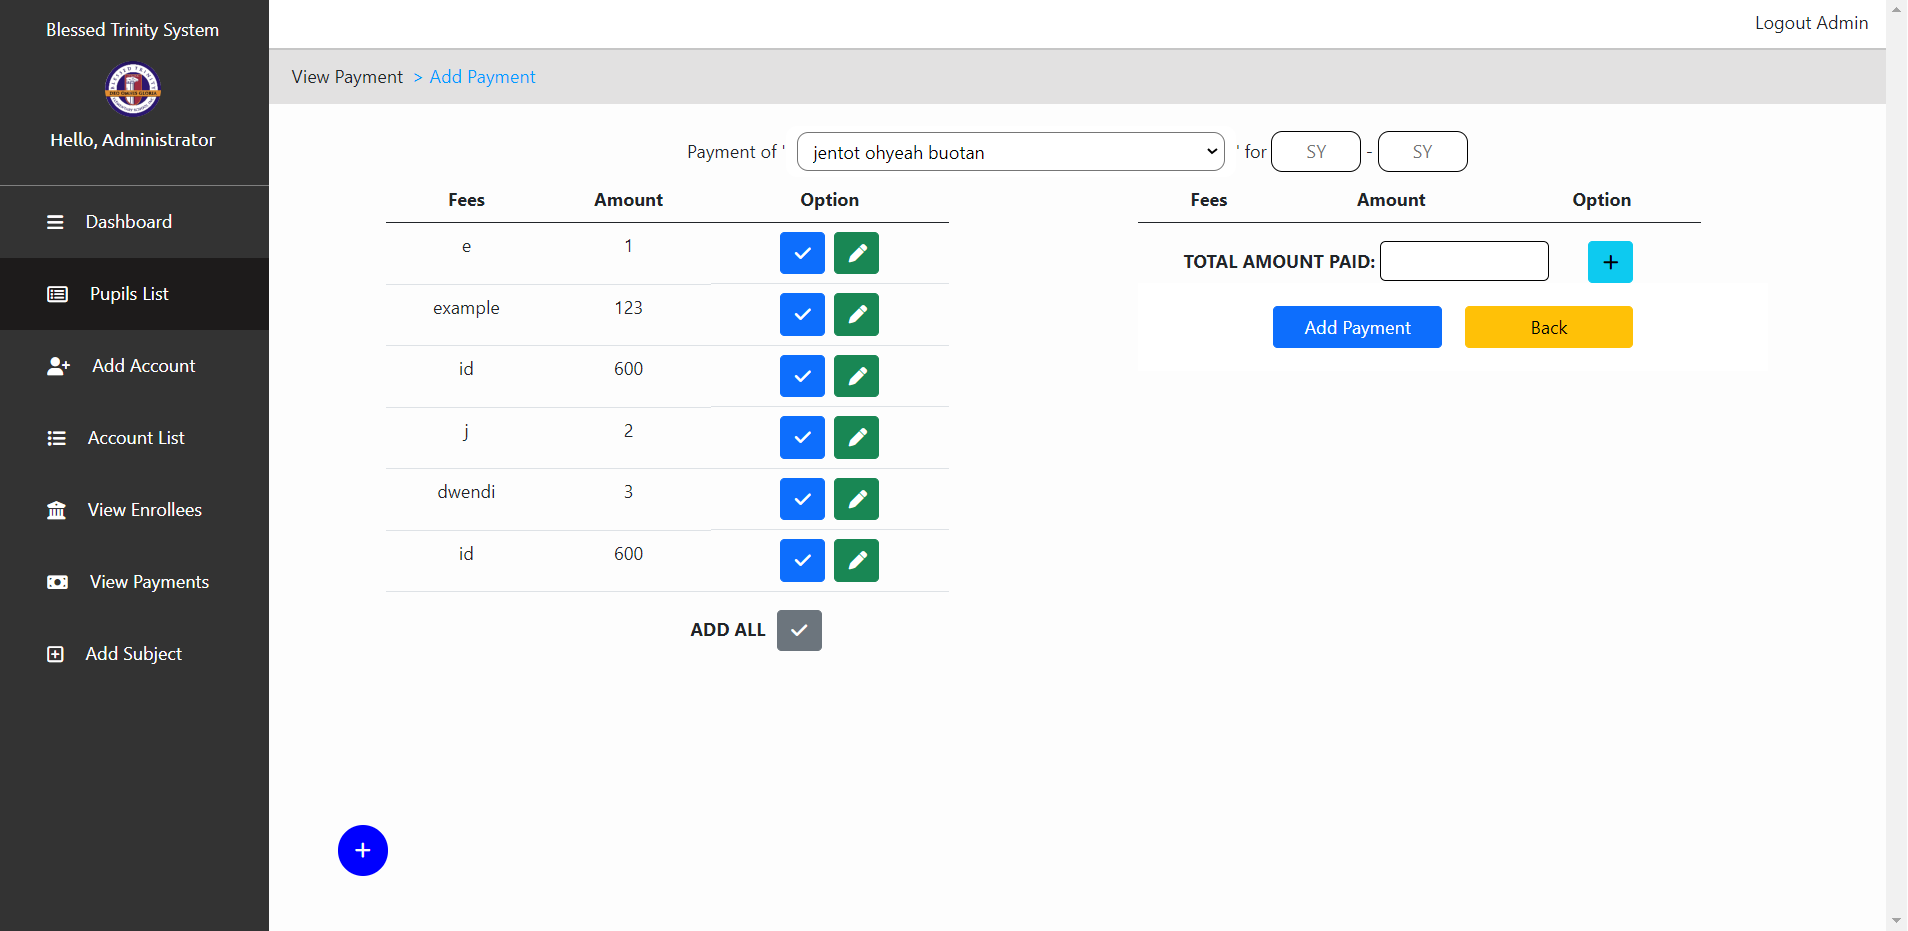 Blessed Trinity System
Hello, Administrator
Dashboard
Pupils List
Add Account
Account List
View Enrollees
View Payments
Add Subject
Logout Admin
View Payment > Add Payment
Payment of ' jentot ohyeah buotan ' for SY - SY
Fees Amount Option
e 1
example 123
id 600
j 2
dwendi 3
id 600
ADD ALL
Fees Amount Option
TOTAL AMOUNT PAID:
Add Payment Back